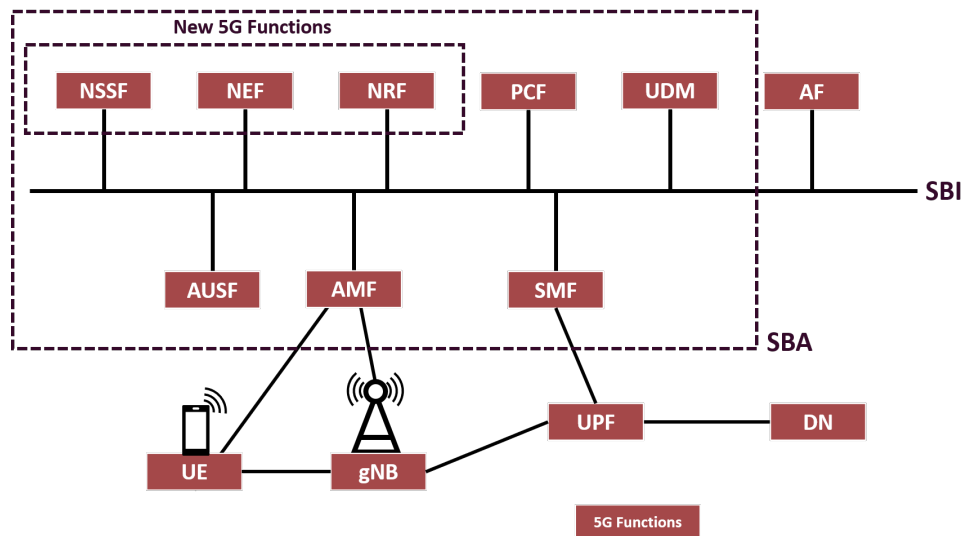 New 5G Functions
NSSF
NEF
NRF
PCF
UDM
AF
SBI
AUSF
AMF
SMF
SBA
UPF
DN
UE
gNB
5G Functions